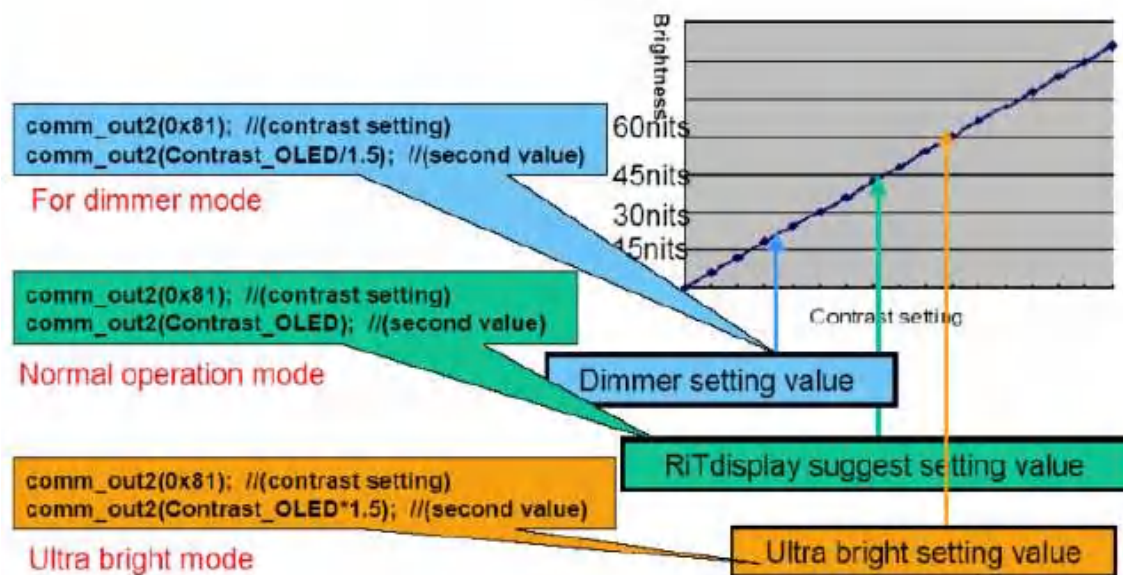 Brightness
comm_out2(0x81); //(contrast setting)
comm_out2(Contrast_OLED/1.5); //(second value)
For dimmer mode
60nits
45nits
30nits
15nits
Contrast setting
comm_out2(0x81); //(contrast setting)
comm_out2(Contrast_OLED); //(second value)
Normal operation mode
Dimmer setting value
RiTdisplay suggest setting value
comm_out2(0x81); //(contrast setting)
comm_out2(Contrast_OLED*1.5); //(second value)
Ultra bright mode
Ultra bright setting value